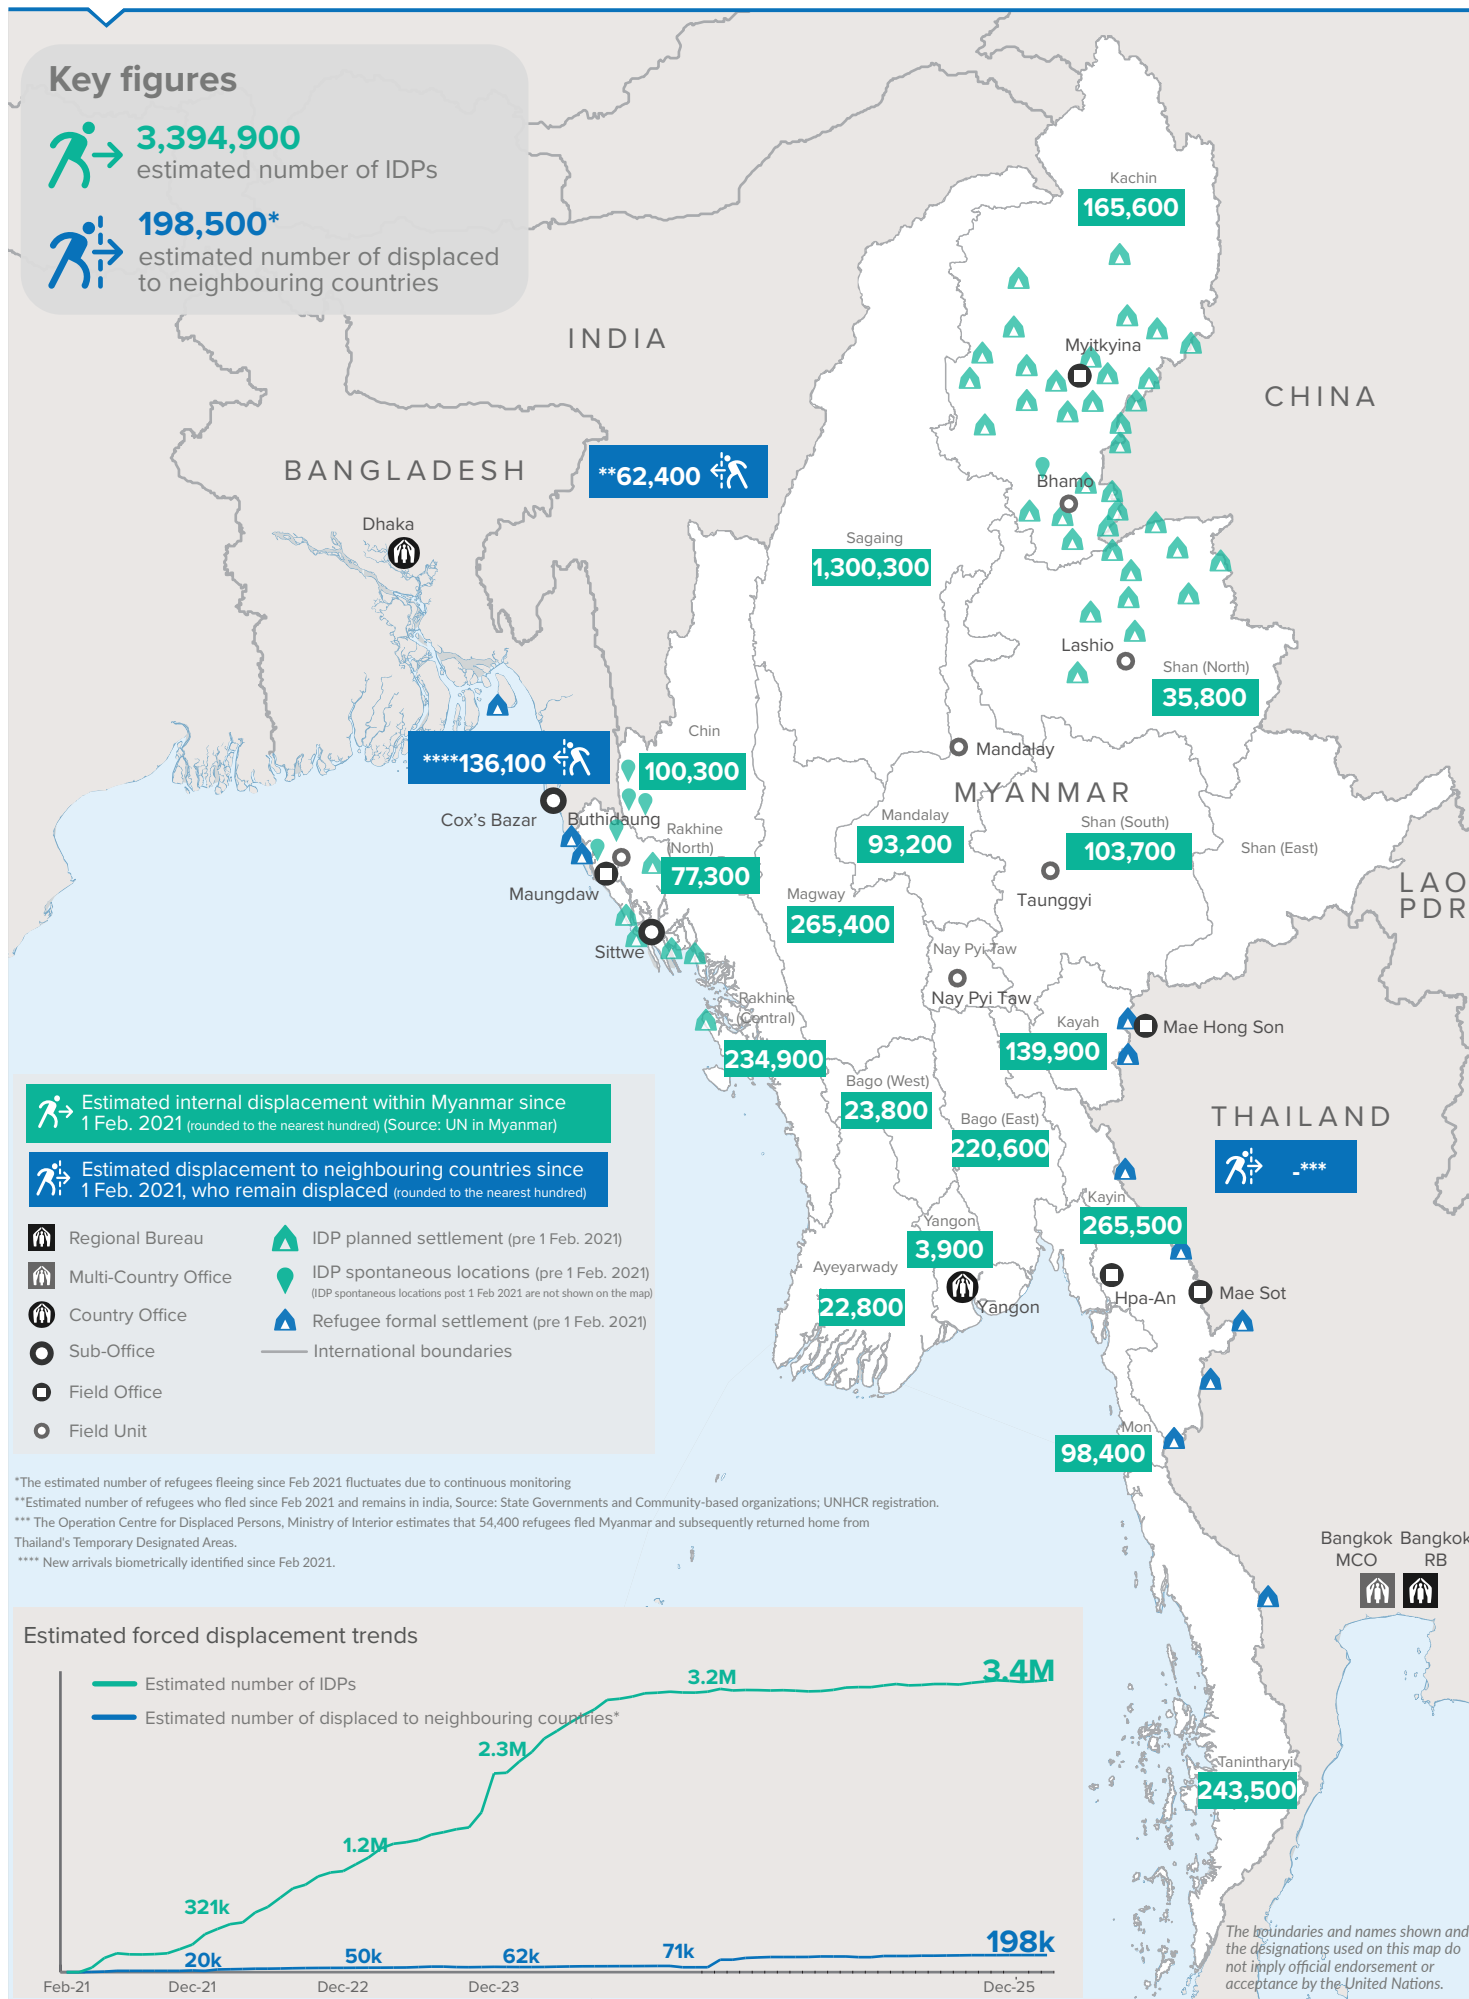 Key figures
3,394,900
estimated number of IDPs
198,500*
estimated number of displaced
to neighbouring countries
Kachin
165,600
INDIA
Myitkyina
CHINA
BANGLADESH
**62,400
Bhamo
Dhaka
Sagaing
1,300,300
Lashio
Shan (North)
35,800
Chin
100,300
****136,100
Mandalay
MYANMAR
Cox's Bazar
Buthidaung
Rakhine
(North)
77,300
Mandalay
93,200
Shan (South)
103,700
Shan (East)
LAO
PDR
Maungdaw
Magway
265,400
Taunggyi
Sittwe
Nay Pyi Taw
Nay Pyi Taw
Rakhine
(Central)
234,900
Kayah
139,900
Mae Hong Son
Bago (West)
23,800
Bago (East)
220,600
THAILAND
-***
Kayin
265,500
Yangon
3,900
Ayeyarwady
22,800
Yangon
Hpa-An
Mae Sot
Mon
98,400
Bangkok
MCO
Bangkok
RB
Tanintharyi
243,500
Estimated internal displacement within Myanmar since
1 Feb. 2021 (rounded to the nearest hundred) (Source: UN in Myanmar)
Estimated displacement to neighbouring countries since
1 Feb. 2021, who remain displaced (rounded to the nearest hundred)
Regional Bureau
Multi-Country Office
Country Office
Sub-Office
Field Office
Field Unit
IDP planned settlement (pre 1 Feb. 2021)
IDP spontaneous locations (pre 1 Feb. 2021)
(IDP spontaneous locations post 1 Feb 2021 are not shown on the map)
Refugee formal settlement (pre 1 Feb. 2021)
International boundaries
*The estimated number of refugees fleeing since Feb 2021 fluctuates due to continuous monitoring
**Estimated number of refugees who fled since Feb 2021 and remains in india, Source: State Governments and Community-based organizations; UNHCR registration.
*** The Operation Centre for Displaced Persons, Ministry of Interior estimates that 54,400 refugees fled Myanmar and subsequently returned home from
Thailand's Temporary Designated Areas.
**** New arrivals biometrically identified since Feb 2021.
Estimated forced displacement trends
Estimated number of IDPs
Estimated number of displaced to neighbouring countries*
321k
1.2M
2.3M
3.2M
3.4M
20k
50k
62k
71k
198k
Feb-21
Dec-21
Dec-22
Dec-23
Dec-25
The boundaries and names shown and
the designations used on this map do
not imply official endorsement or
acceptance by the United Nations.